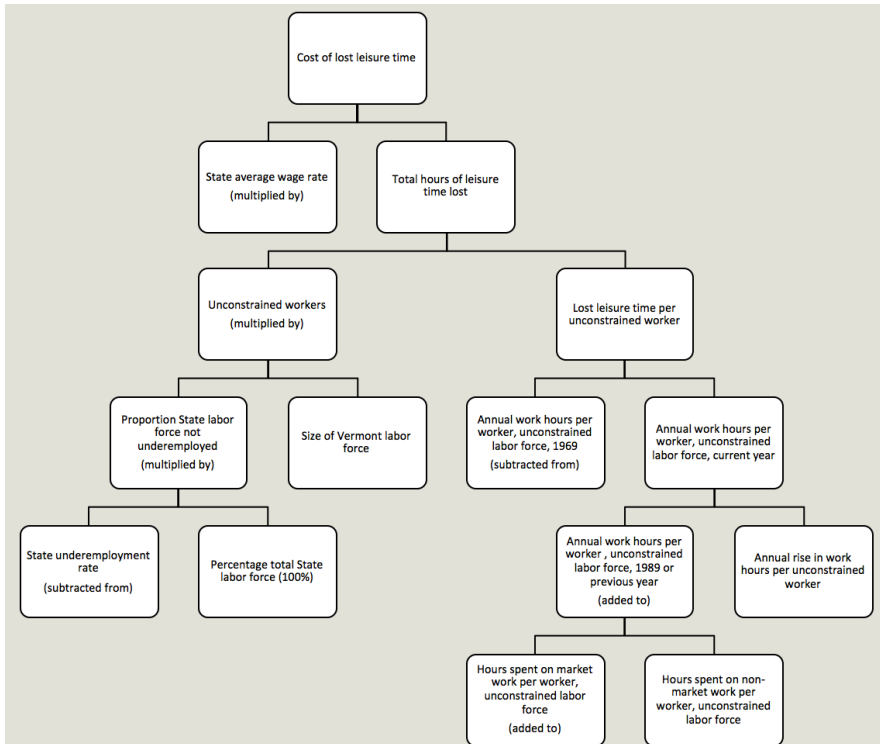 Cost of lost leisure time
State average wage rate
(multiplied by)
Total hours of leisure
time lost
Unconstrained workers
(multiplied by)
Lost leisure time per
unconstrained worker
Proportion State labor
force not
underemployed
(multiplied by)
Size of Vermont labor
force
Annual work hours per
worker, unconstrained
labor force, 1969
(subtracted from)
Annual work hours per
worker, unconstrained
labor force, current year
State underemployment
rate
(subtracted from)
Percentage total State
labor force (100%)
Annual work hours per
worker , unconstrained
labor force, 1989 or
previous year
(added to)
Annual rise in work
hours per unconstrained
worker
Hours spent on market
work per worker,
unconstrained labor
force
(added to)
Hours spent on non-
market work per
worker, unconstrained
labor force